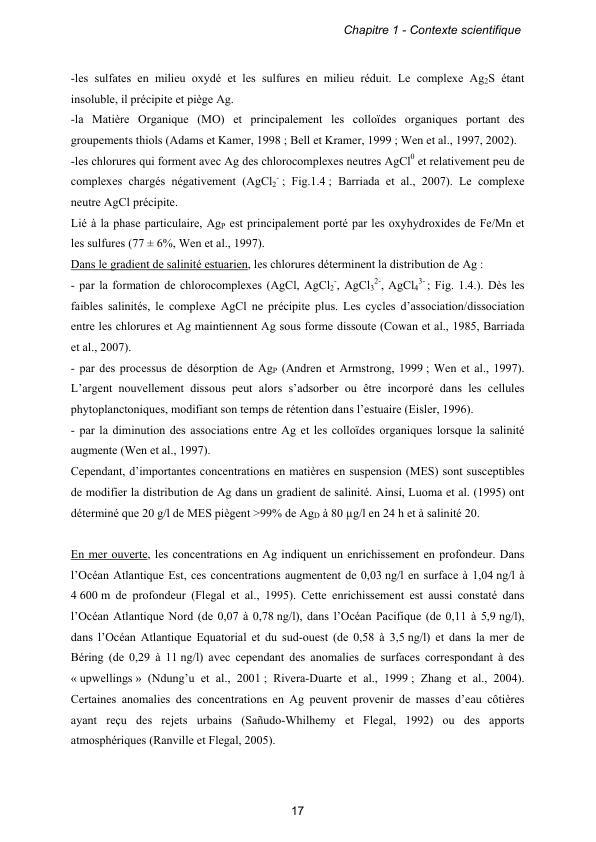 Chapitre 1 - Contexte scientifique
-les sulfates en milieu oxydé et les sulfures en milieu réduit. Le complexe Ag₂S étant
insoluble, il précipite et piège Ag.
-la Matière Organique (MO) et principalement les colloïdes organiques portant des
groupements thiols (Adams et Kamer, 1998 ; Bell et Kramer, 1999 ; Wen et al., 1997, 2002).
-les chlorures qui forment avec Ag des chlorocomplexes neutres AgCl⁰ et relativement peu de
complexes chargés négativement (AgCl₂⁻ ; Fig.1.4 ; Barriada et al., 2007). Le complexe
neutre AgCl précipite.
Lié à la phase particulaire, Ag_P est principalement porté par les oxyhydroxides de Fe/Mn et
les sulfures (77 ± 6%, Wen et al., 1997).
Dans le gradient de salinité estuarien, les chlorures déterminent la distribution de Ag :
- par la formation de chlorocomplexes (AgCl, AgCl₂⁻, AgCl₃²⁻, AgCl₄³⁻ ; Fig. 1.4.). Dès les
faibles salinités, le complexe AgCl ne précipite plus. Les cycles d’association/dissociation
entre les chlorures et Ag maintiennent Ag sous forme dissoute (Cowan et al., 1985, Barriada
et al., 2007).
- par des processus de désorption de Ag_P (Andren et Armstrong, 1999 ; Wen et al., 1997).
L’argent nouvellement dissous peut alors s’adsorber ou être incorporé dans les cellules
phytoplanctoniques, modifiant son temps de rétention dans l’estuaire (Eisler, 1996).
- par la diminution des associations entre Ag et les colloïdes organiques lorsque la salinité
augmente (Wen et al., 1997).
Cependant, d’importantes concentrations en matières en suspension (MES) sont susceptibles
de modifier la distribution de Ag dans un gradient de salinité. Ainsi, Luoma et al. (1995) ont
déterminé que 20 g/l de MES piègent >99% de Ag_D à 80 µg/l en 24 h et à salinité 20.
En mer ouverte, les concentrations en Ag indiquent un enrichissement en profondeur. Dans
l’Océan Atlantique Est, ces concentrations augmentent de 0,03 ng/l en surface à 1,04 ng/l à
4 600 m de profondeur (Flegal et al., 1995). Cette enrichissement est aussi constaté dans
l’Océan Atlantique Nord (de 0,07 à 0,78 ng/l), dans l’Océan Pacifique (de 0,11 à 5,9 ng/l),
dans l’Océan Atlantique Equatorial et du sud-ouest (de 0,58 à 3,5 ng/l) et dans la mer de
Béring (de 0,29 à 11 ng/l) avec cependant des anomalies de surfaces correspondant à des
« upwellings » (Ndung’u et al., 2001 ; Rivera-Duarte et al., 1999 ; Zhang et al., 2004).
Certaines anomalies des concentrations en Ag peuvent provenir de masses d’eau côtières
ayant reçu des rejets urbains (Sañudo-Whilhemy et Flegal, 1992) ou des apports
atmosphériques (Ranville et Flegal, 2005).
17